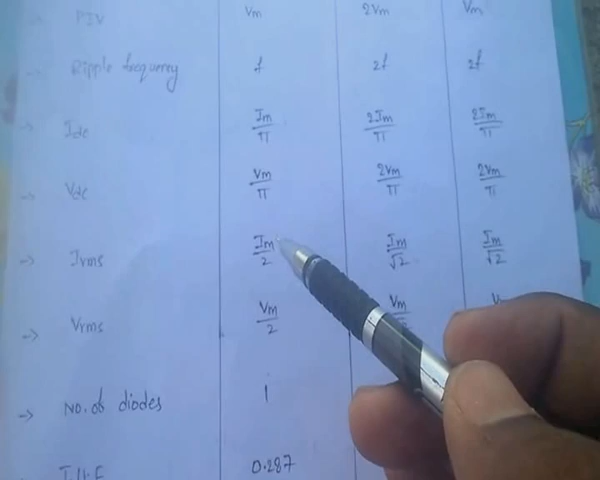 PIV Vm 2Vm Vm
→ Ripple frequency f 2f 2f
→ Idc Im/π 2Im/π 2Im/π
→ Vdc Vm/π 2Vm/π 2Vm/π
→ Irms Im/2 Im/√2 Im/√2
→ Vrms Vm/2 Vm
→ No. of diodes 1
T.U.F 0.287